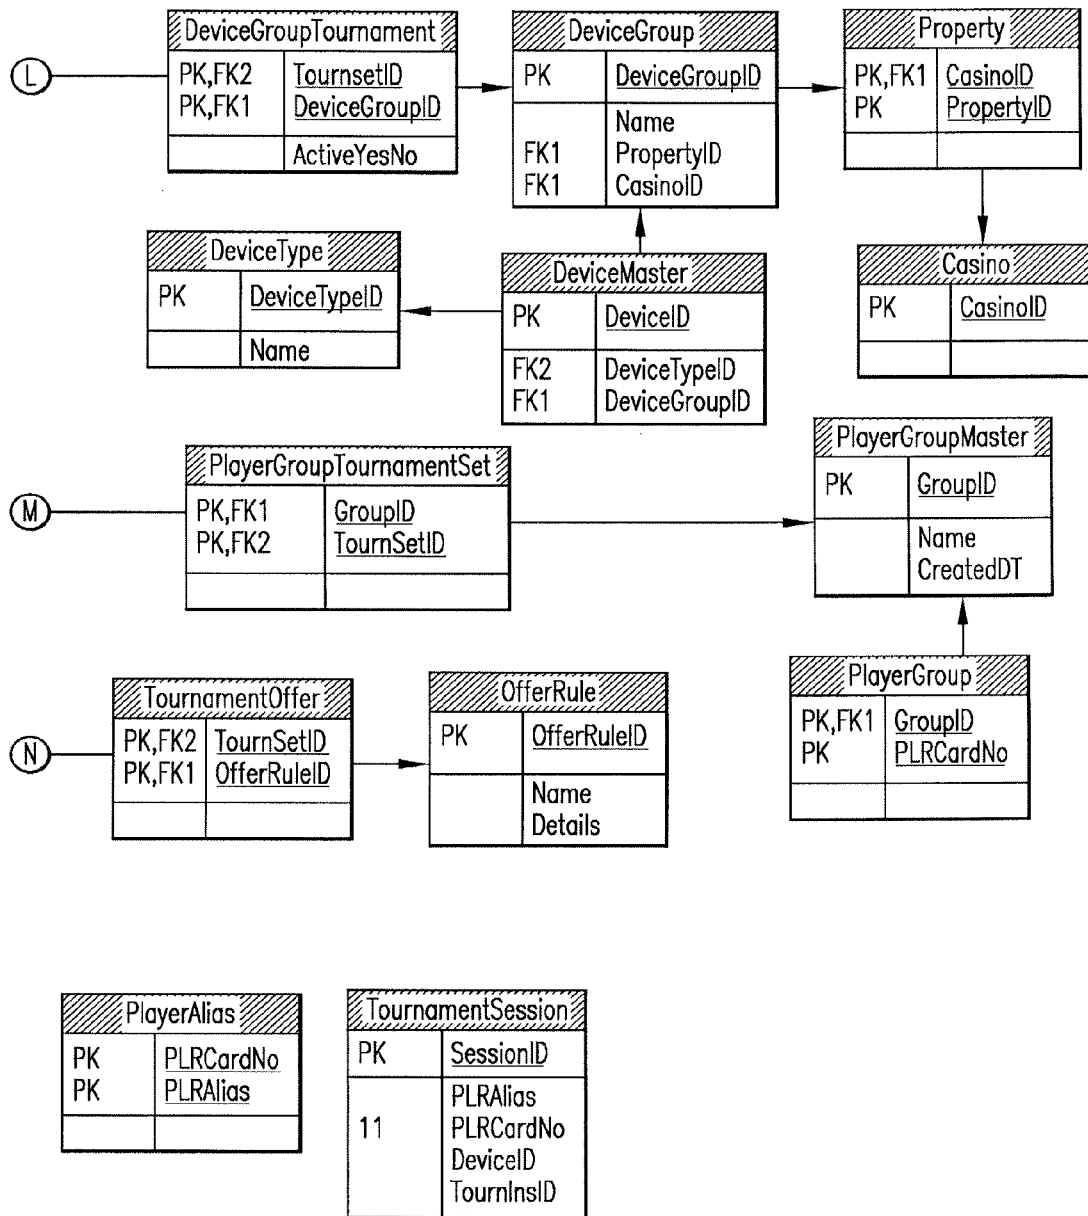 L
DeviceGroupTournament
PK,FK2 TournsetID
PK,FK1 DeviceGroupID
ActiveYesNo
DeviceGroup
PK DeviceGroupID
Name
FK1 PropertyID
FK1 CasinoID
Property
PK,FK1 CasinoID
PK PropertyID
DeviceType
PK DeviceTypeID
Name
DeviceMaster
PK DeviceID
FK2 DeviceTypeID
FK1 DeviceGroupID
Casino
PK CasinoID
M
PlayerGroupTournamentSet
PK,FK1 GroupID
PK,FK2 TournSetID
PlayerGroupMaster
PK GroupID
Name
CreatedDT
N
TournamentOffer
PK,FK2 TournSetID
PK,FK1 OfferRuleID
OfferRule
PK OfferRuleID
Name
Details
PlayerGroup
PK,FK1 GroupID
PK PLRCardNo
PlayerAlias
PK PLRCardNo
PK PLRAlias
TournamentSession
PK SessionID
PLRAlias
11 PLRCardNo
DeviceID
TournInsID